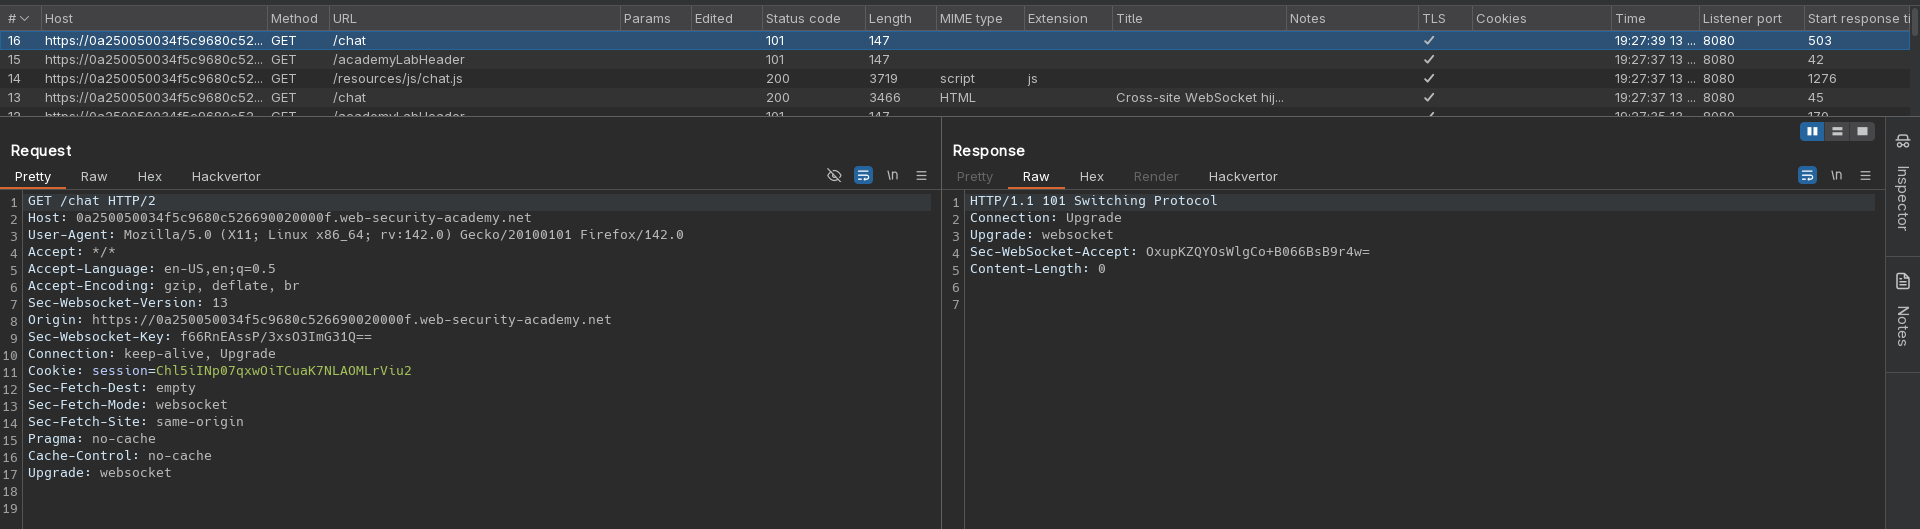 # Host Method URL Params Edited Status code Length MIME type Extension Title Notes TLS Cookies Time Listener port Start response ti
16 https://0a250050034f5c9680c52... GET /chat 101 147 ✓ 19:27:39 13 ... 8080 503
15 https://0a250050034f5c9680c52... GET /academyLabHeader 101 147 ✓ 19:27:37 13 ... 8080 42
14 https://0a250050034f5c9680c52... GET /resources/js/chat.js 200 3719 script js ✓ 19:27:37 13 ... 8080 1276
13 https://0a250050034f5c9680c52... GET /chat 200 3466 HTML Cross-site WebSocket hij... ✓ 19:27:37 13 ... 8080 45
12 https://0a250050034f5c9680c52... GET /academyLabHeader 101 147 ✓ 8080 170
Request
Pretty Raw Hex Hackvertor \n
1 GET /chat HTTP/2
2 Host: 0a250050034f5c9680c526690020000f.web-security-academy.net
3 User-Agent: Mozilla/5.0 (X11; Linux x86_64; rv:142.0) Gecko/20100101 Firefox/142.0
4 Accept: */*
5 Accept-Language: en-US,en;q=0.5
6 Accept-Encoding: gzip, deflate, br
7 Sec-Websocket-Version: 13
8 Origin: https://0a250050034f5c9680c526690020000f.web-security-academy.net
9 Sec-Websocket-Key: f66RnEAssP/3xsO3ImG31Q==
10 Connection: keep-alive, Upgrade
11 Cookie: session=Chl5iINp07qxwOiTCuaK7NLAOMLrViu2
12 Sec-Fetch-Dest: empty
13 Sec-Fetch-Mode: websocket
14 Sec-Fetch-Site: same-origin
15 Pragma: no-cache
16 Cache-Control: no-cache
17 Upgrade: websocket
18
19
Response
Pretty Raw Hex Render Hackvertor \n
1 HTTP/1.1 101 Switching Protocol
2 Connection: Upgrade
3 Upgrade: websocket
4 Sec-WebSocket-Accept: OxupKZQYOsWlgCo+B066BsB9r4w=
5 Content-Length: 0
6
7
Inspector
Notes